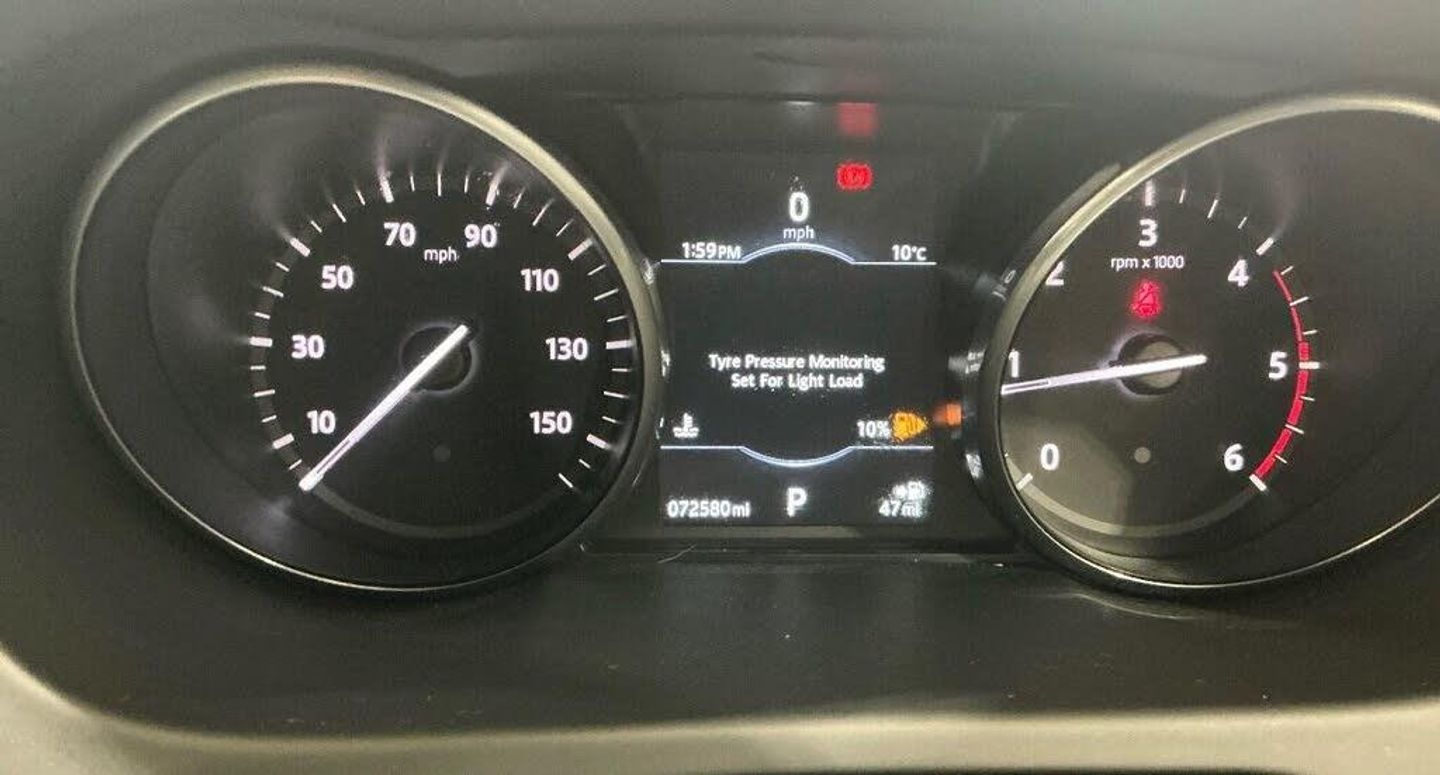 10
30
50
70
90
110
130
150
mph
0
mph
1:59PM
10°C
Tyre Pressure Monitoring
Set For Light Load
10%
072580mi
P
47mi
0
1
2
3
4
5
6
rpm x 1000